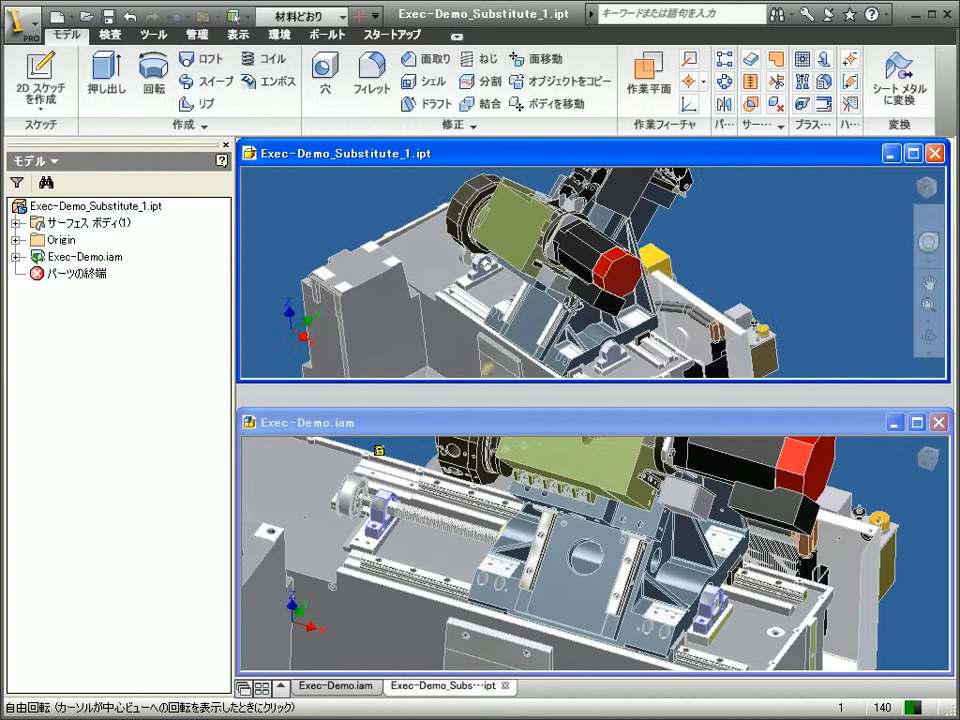 材料どおり
Exec-Demo_Substitute_1.ipt
キーワードまたは語句を入力
PRO
モデル 検査 ツール 管理 表示 環境 ボールト スタートアップ
2D スケッチを作成
押し出し
回転
ロフト
スイープ
リブ
コイル
エンボス
穴
フィレット
面取り
シェル
ドラフト
ねじ
分割
結合
面移動
オブジェクトをコピー
ボディを移動
作業平面
シート メタルに変換
スケッチ
作成
修正
作業フィーチャ
パ…
サー…
プラス…
ハ…
変換
モデル
Exec-Demo_Substitute_1.ipt
サーフェス ボディ(1)
Origin
Exec-Demo.iam
パーツの終端
Exec-Demo_Substitute_1.ipt
Z
Exec-Demo.iam
Z
X
Exec-Demo.iam
Exec-Demo_Subs…ipt
自由回転 (カーソルが中心ビューへの回転を表示したときにクリック)
1
140